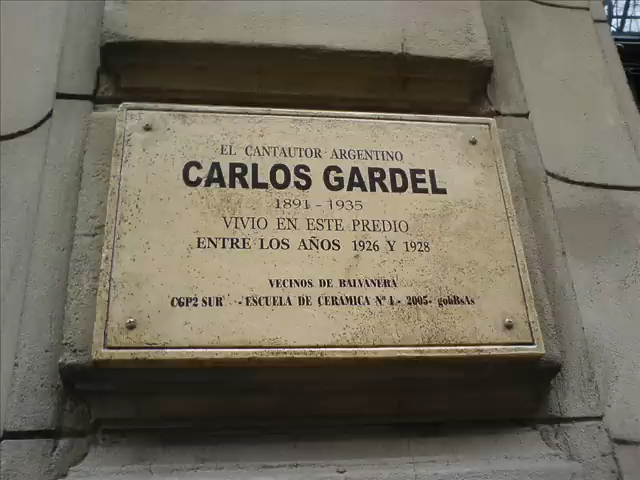 EL CANTAUTOR ARGENTINO
CARLOS GARDEL
1891 - 1935
VIVIO EN ESTE PREDIO
ENTRE LOS AÑOS 1926 Y 1928
VECINOS DE BALVANERA
CGP2 SUR - ESCUELA DE CERÁMICA Nº 1 - 2005- gobBsAs